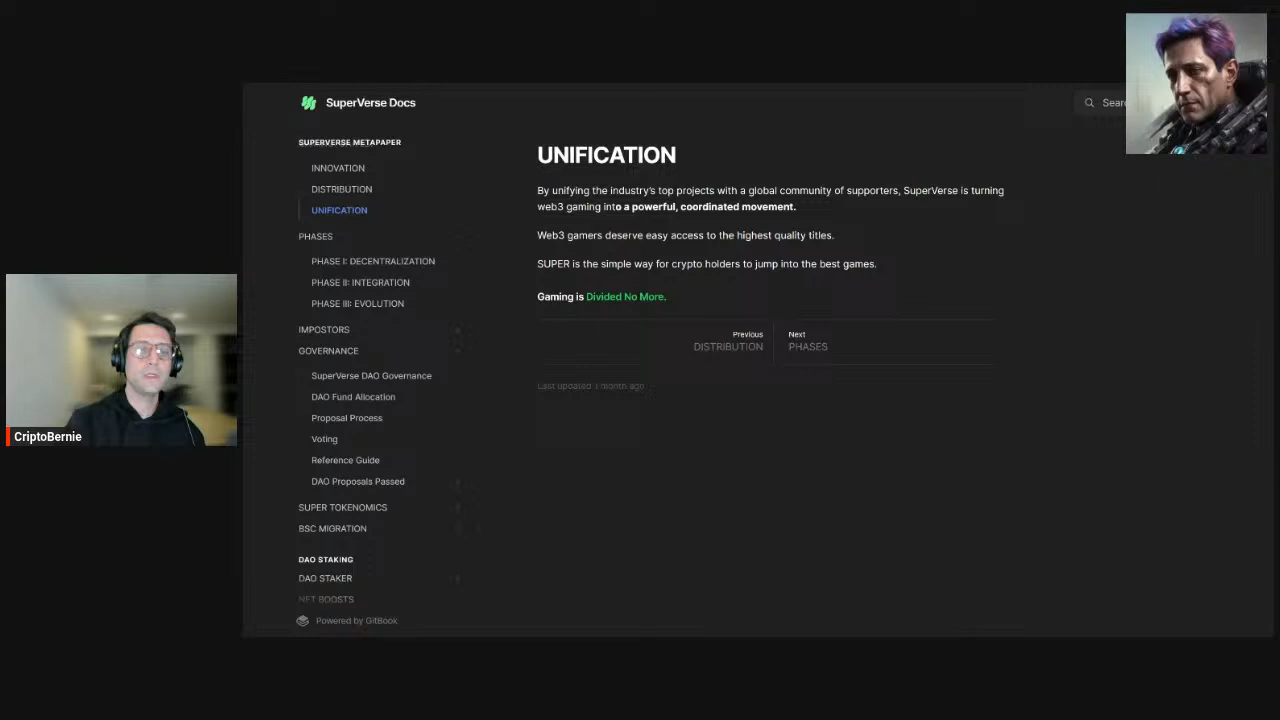 SuperVerse Docs
Sear
SUPERVERSE METAPAPER
INNOVATION
DISTRIBUTION
UNIFICATION
PHASES
PHASE I: DECENTRALIZATION
PHASE II: INTEGRATION
PHASE III: EVOLUTION
IMPOSTORS
GOVERNANCE
SuperVerse DAO Governance
DAO Fund Allocation
Proposal Process
Voting
Reference Guide
DAO Proposals Passed
SUPER TOKENOMICS
BSC MIGRATION
DAO STAKING
DAO STAKER
NFT BOOSTS
Powered by GitBook
UNIFICATION
By unifying the industry's top projects with a global community of supporters, SuperVerse is turning
web3 gaming into a powerful, coordinated movement.
Web3 gamers deserve easy access to the highest quality titles.
SUPER is the simple way for crypto holders to jump into the best games.
Gaming is Divided No More.
Previous
DISTRIBUTION
Next
PHASES
Last updated 1 month ago
CriptoBernie